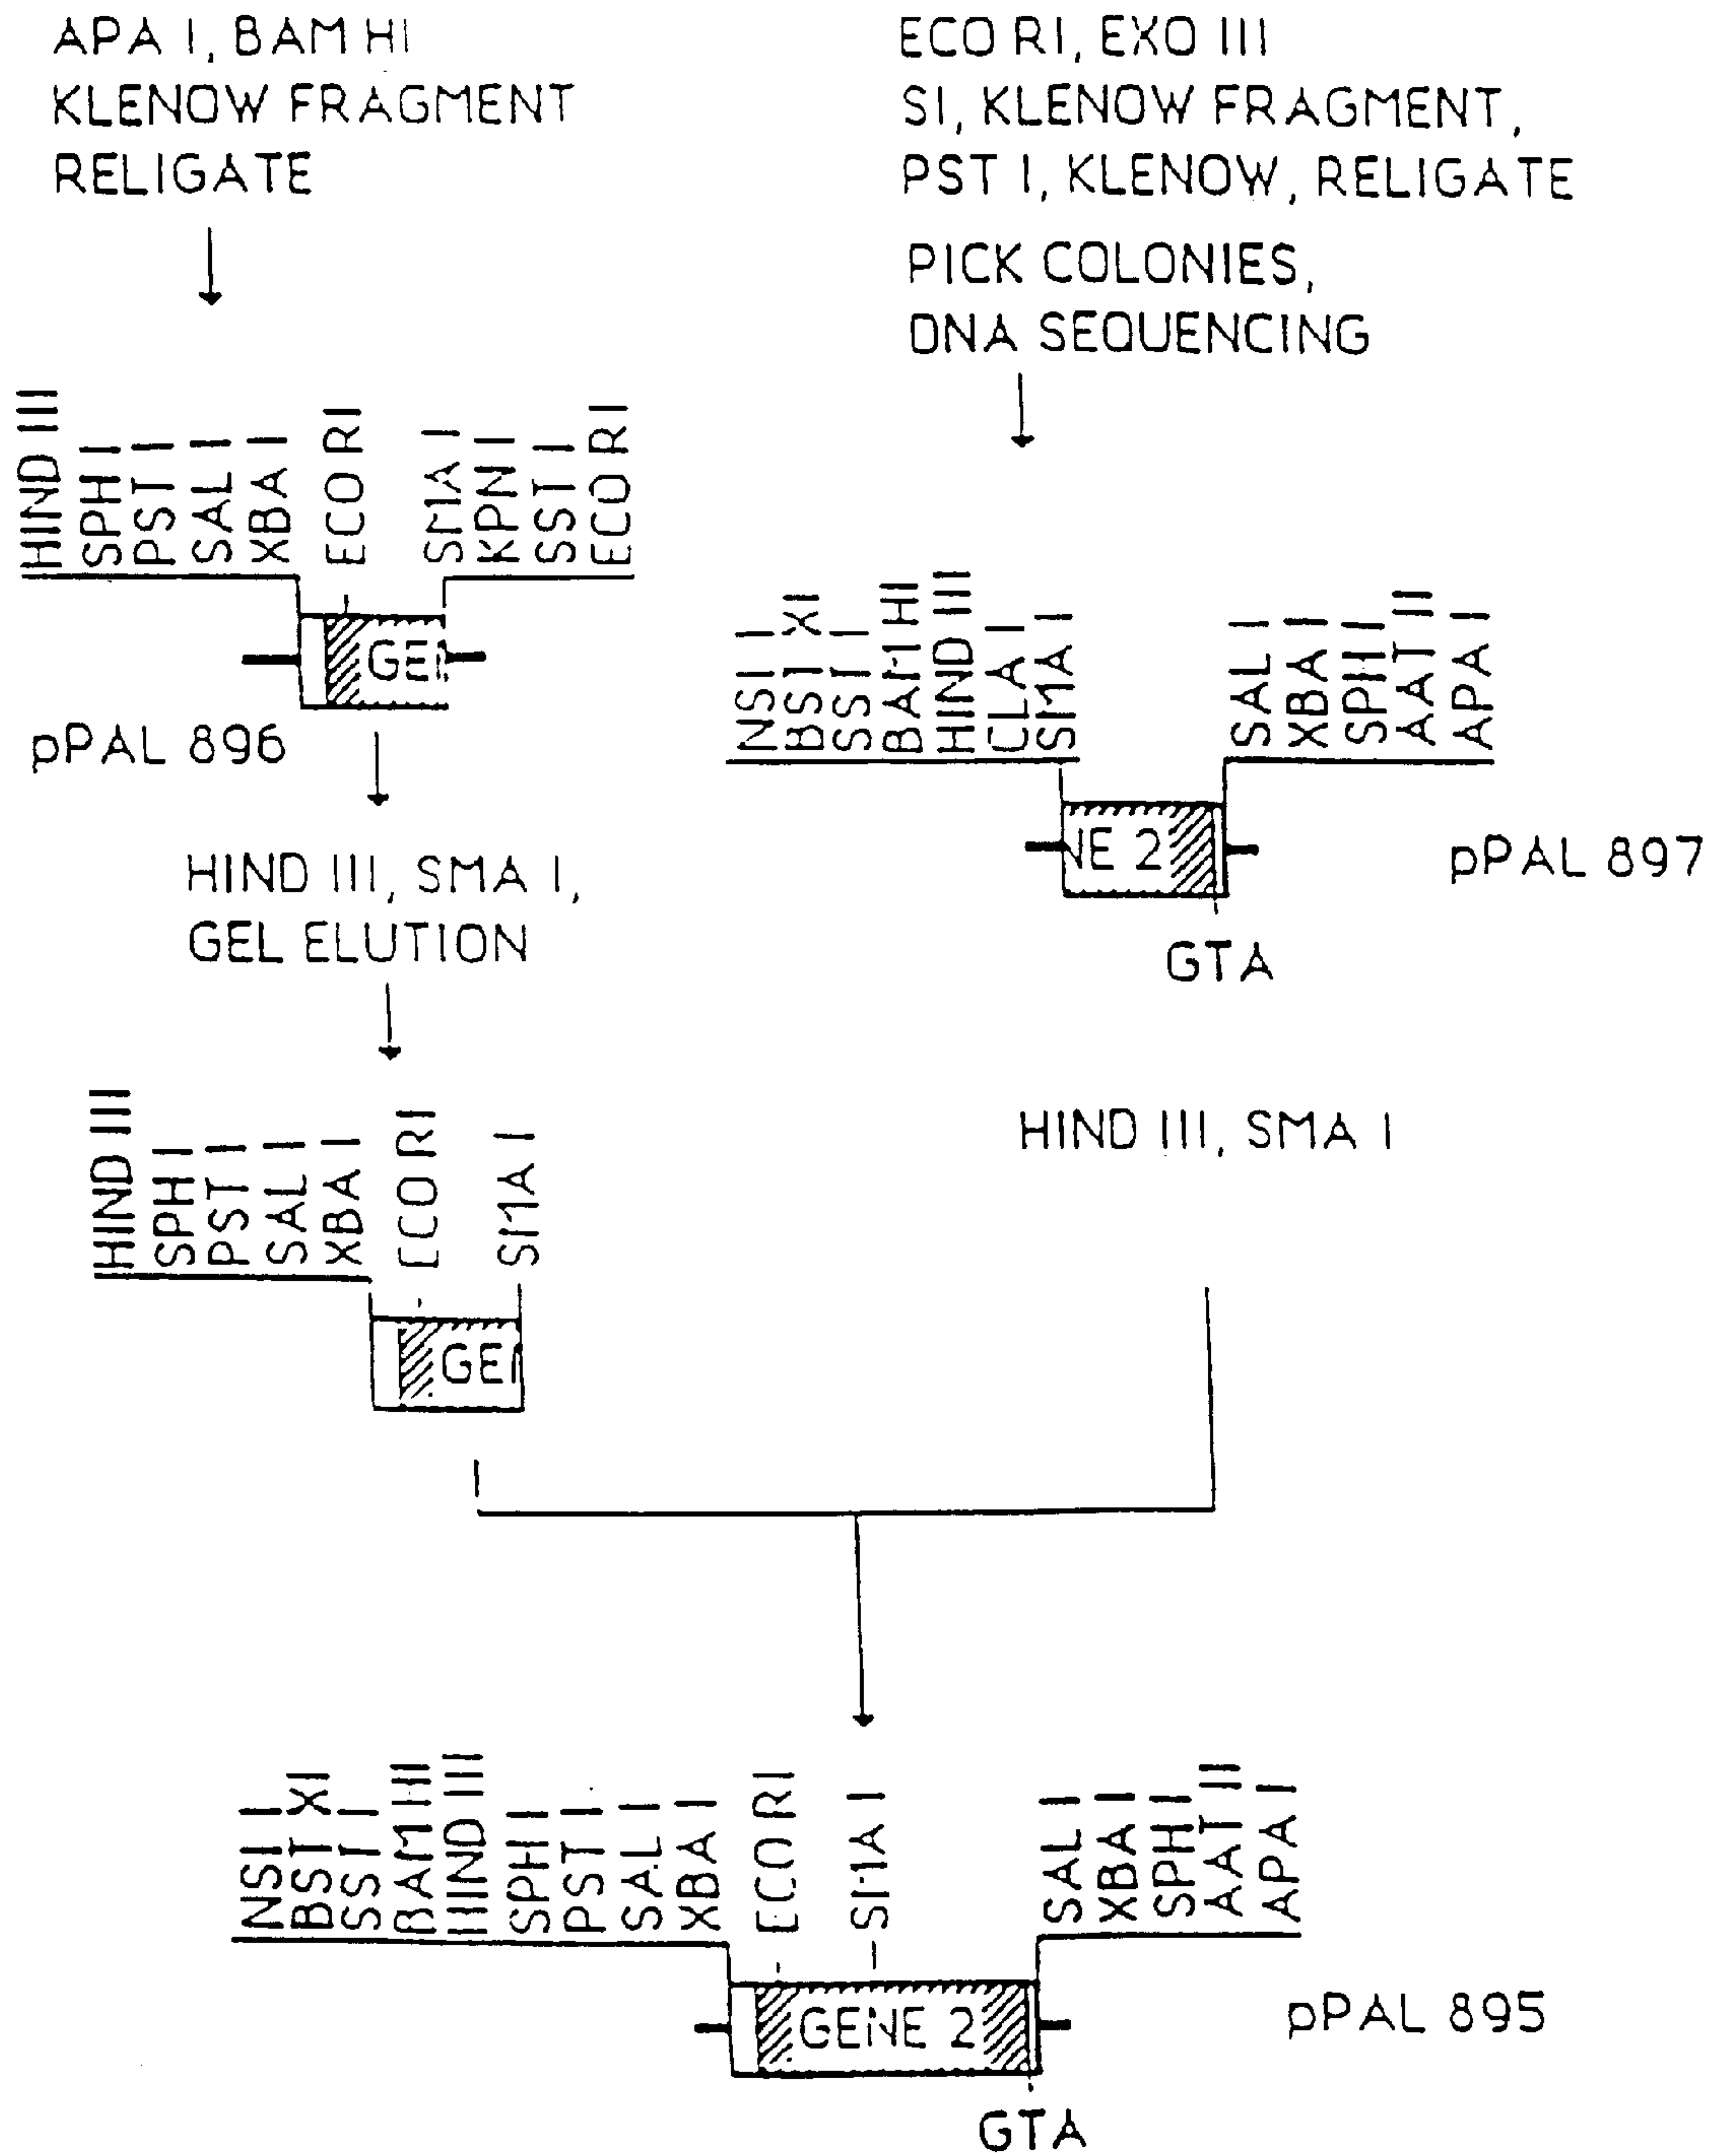 APA I, BAM HI
KLENOW FRAGMENT
RELIGATE
ECO RI, EXO III
SI, KLENOW FRAGMENT,
PST I, KLENOW, RELIGATE
PICK COLONIES,
DNA SEQUENCING
HIND III
SPH I
PST I
SAL I
XBA I
ECO RI
SMA I
KPN I
SST I
ECO RI
GE
pPAL 896
NSI I
BST XI
SST I
BAM HI
HIND III
CLA I
SMA I
SAL I
XBA I
SPH I
AAT II
APA I
NE 2
pPAL 897
GTA
HIND III, SMA I,
GEL ELUTION
HIND III
SPH I
PST I
SAL I
XBA I
ECO RI
SMA I
GE
HIND III, SMA I
NSI I
BST XI
SST I
BAM HI
HIND III
SPH I
PST I
SAL I
XBA I
ECO RI
SMA I
SAL I
XBA I
SPH I
AAT II
APA I
GENE 2
pPAL 895
GTA